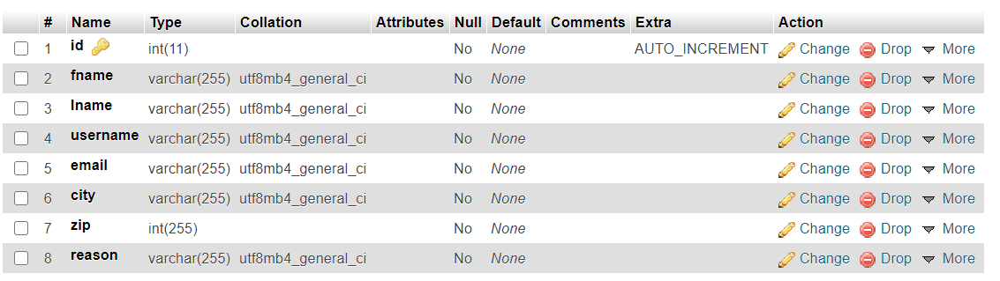 # Name Type Collation Attributes Null Default Comments Extra Action
1 id int(11) No None AUTO_INCREMENT Change Drop More
2 fname varchar(255) utf8mb4_general_ci No None Change Drop More
3 lname varchar(255) utf8mb4_general_ci No None Change Drop More
4 username varchar(255) utf8mb4_general_ci No None Change Drop More
5 email varchar(255) utf8mb4_general_ci No None Change Drop More
6 city varchar(255) utf8mb4_general_ci No None Change Drop More
7 zip int(255) No None Change Drop More
8 reason varchar(255) utf8mb4_general_ci No None Change Drop More